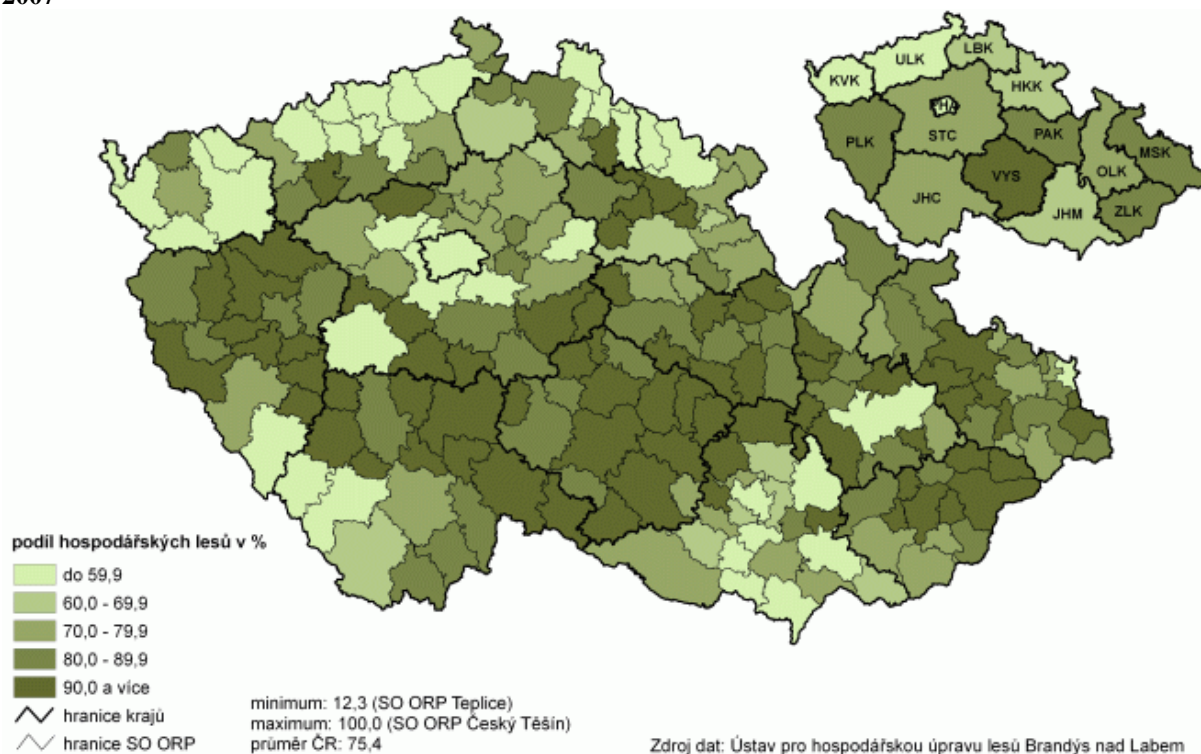 2007
KVK
ULK
LBK
HKK
PHA
STC
PLK
PAK
MSK
OLK
VYS
JHC
JHM
ZLK
podíl hospodářských lesů v %
do 59,9
60,0 - 69,9
70,0 - 79,9
80,0 - 89,9
90,0 a více
hranice krajů
hranice SO ORP
minimum: 12,3 (SO ORP Teplice)
maximum: 100,0 (SO ORP Český Těšín)
průměr ČR: 75,4
Zdroj dat: Ústav pro hospodářskou úpravu lesů Brandýs nad Labem